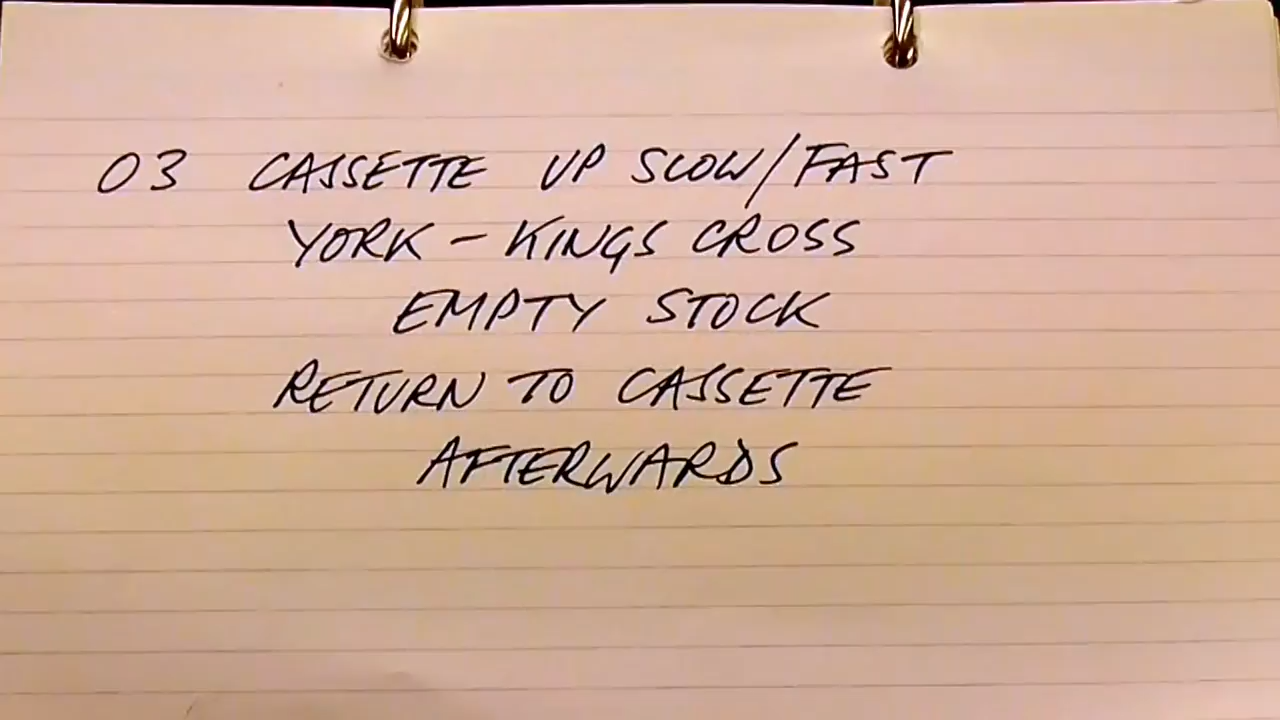 03 CASSETTE UP SLOW/FAST
YORK - KINGS CROSS
EMPTY STOCK
RETURN TO CASSETTE
AFTERWARDS